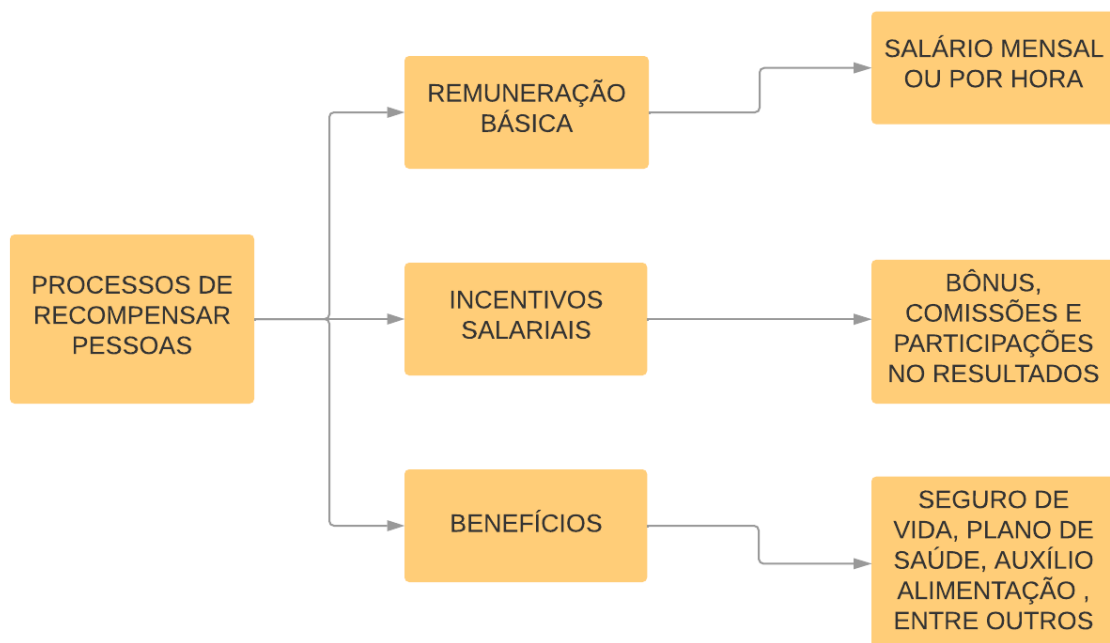 PROCESSOS DE
RECOMPENSAR
PESSOAS
REMUNERAÇÃO
BÁSICA
SALÁRIO MENSAL
OU POR HORA
INCENTIVOS
SALARIAIS
BÔNUS,
COMISSÕES E
PARTICIPAÇÕES
NO RESULTADOS
BENEFÍCIOS
SEGURO DE
VIDA, PLANO DE
SAÚDE, AUXÍLIO
ALIMENTAÇÃO ,
ENTRE OUTROS